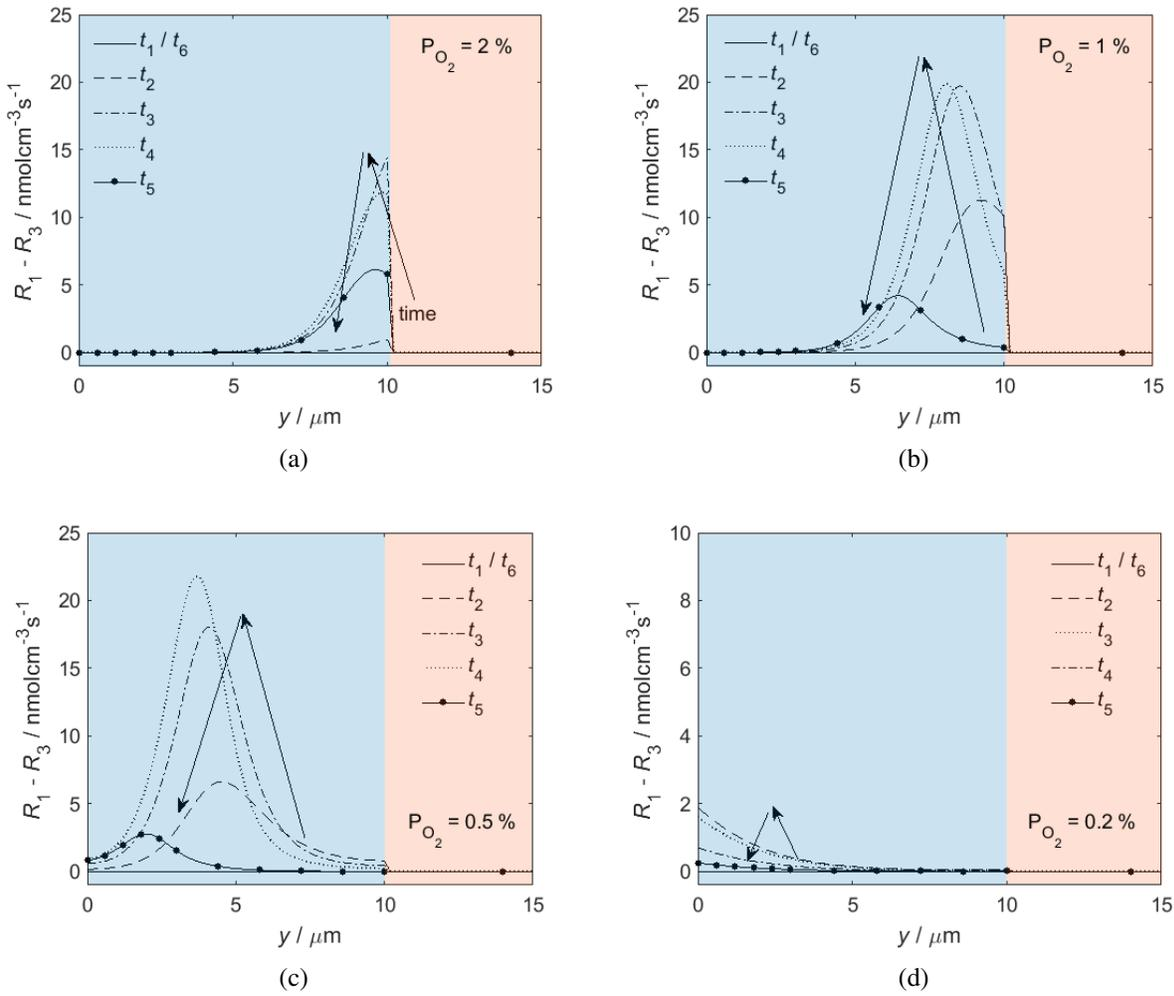 25
20
15
10
5
0
R₁ - R₃ / nmolcm⁻³s⁻¹
t₁ / t₆
t₂
t₃
t₄
t₅
P_O₂ = 2 %
time
0 5 10 15
y / μm
(a)
25
20
15
10
5
0
R₁ - R₃ / nmolcm⁻³s⁻¹
t₁ / t₆
t₂
t₃
t₄
t₅
P_O₂ = 1 %
0 5 10 15
y / μm
(b)
25
20
15
10
5
0
R₁ - R₃ / nmolcm⁻³s⁻¹
t₁ / t₆
t₂
t₃
t₄
t₅
P_O₂ = 0.5 %
0 5 10 15
y / μm
(c)
10
8
6
4
2
0
R₁ - R₃ / nmolcm⁻³s⁻¹
t₁ / t₆
t₂
t₃
t₄
t₅
P_O₂ = 0.2 %
0 5 10 15
y / μm
(d)